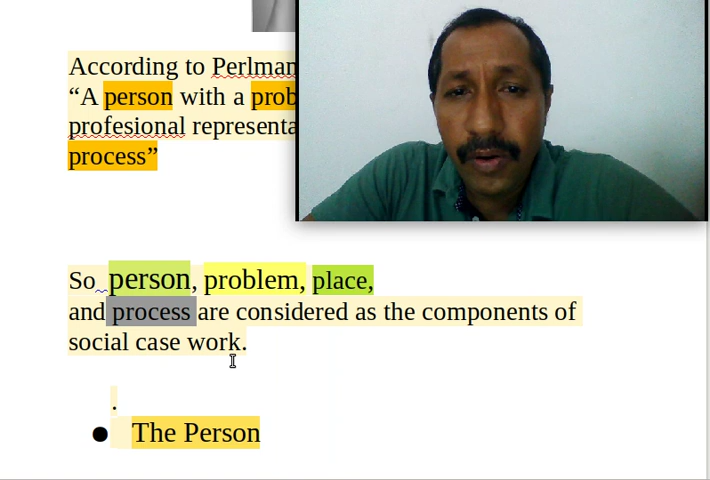 According to Perlman
“A person with a prob
profesional representa
process”
So person, problem, place,
and process are considered as the components of
social case work.
.
● The Person